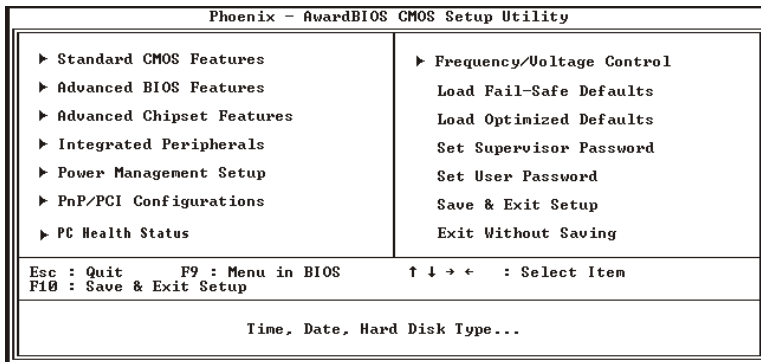 Phoenix - AwardBIOS CMOS Setup Utility
▶ Standard CMOS Features
▶ Advanced BIOS Features
▶ Advanced Chipset Features
▶ Integrated Peripherals
▶ Power Management Setup
▶ PnP/PCI Configurations
▶ PC Health Status
▶ Frequency/Voltage Control
Load Fail-Safe Defaults
Load Optimized Defaults
Set Supervisor Password
Set User Password
Save & Exit Setup
Exit Without Saving
Esc : Quit F9 : Menu in BIOS ↑ ↓ → ← : Select Item
F10 : Save & Exit Setup
Time, Date, Hard Disk Type...